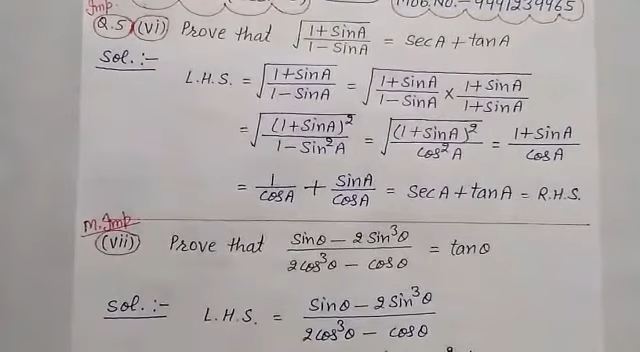 Imp. Mob.No.-9991239965
Q.5 (vi) Prove that √((1+SinA)/(1-SinA)) = secA+tanA
Sol.:-
L.H.S. = √((1+SinA)/(1-SinA)) = √((1+SinA)/(1-SinA) × (1+SinA)/(1+SinA))
= √((1+SinA)²/(1-Sin²A)) = √((1+SinA)²/cos²A) = (1+SinA)/cosA
= 1/cosA + SinA/cosA = SecA+tanA = R.H.S.
M.Imp.
(vii) Prove that (Sinθ-2Sin³θ)/(2cos³θ-cosθ) = tanθ
Sol.:- L.H.S. = (Sinθ-2Sin³θ)/(2cos³θ-cosθ)